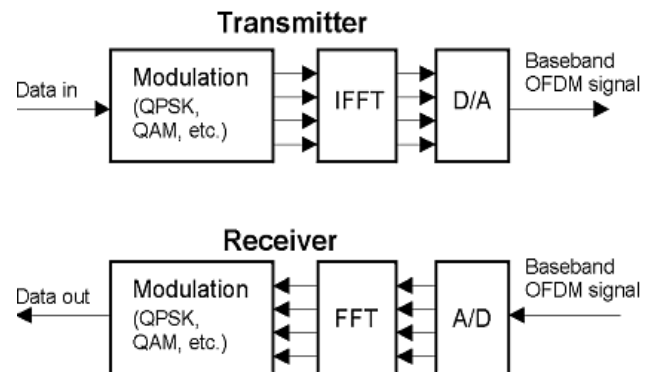 Transmitter
Data in
Modulation
(QPSK,
QAM, etc.)
IFFT
D/A
Baseband
OFDM signal
Receiver
Data out
Modulation
(QPSK,
QAM, etc.)
FFT
A/D
Baseband
OFDM signal